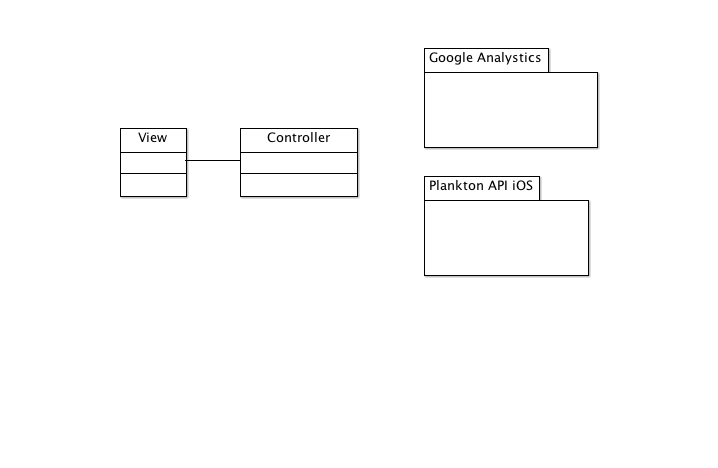 Google Analystics
View
Controller
Plankton API iOS